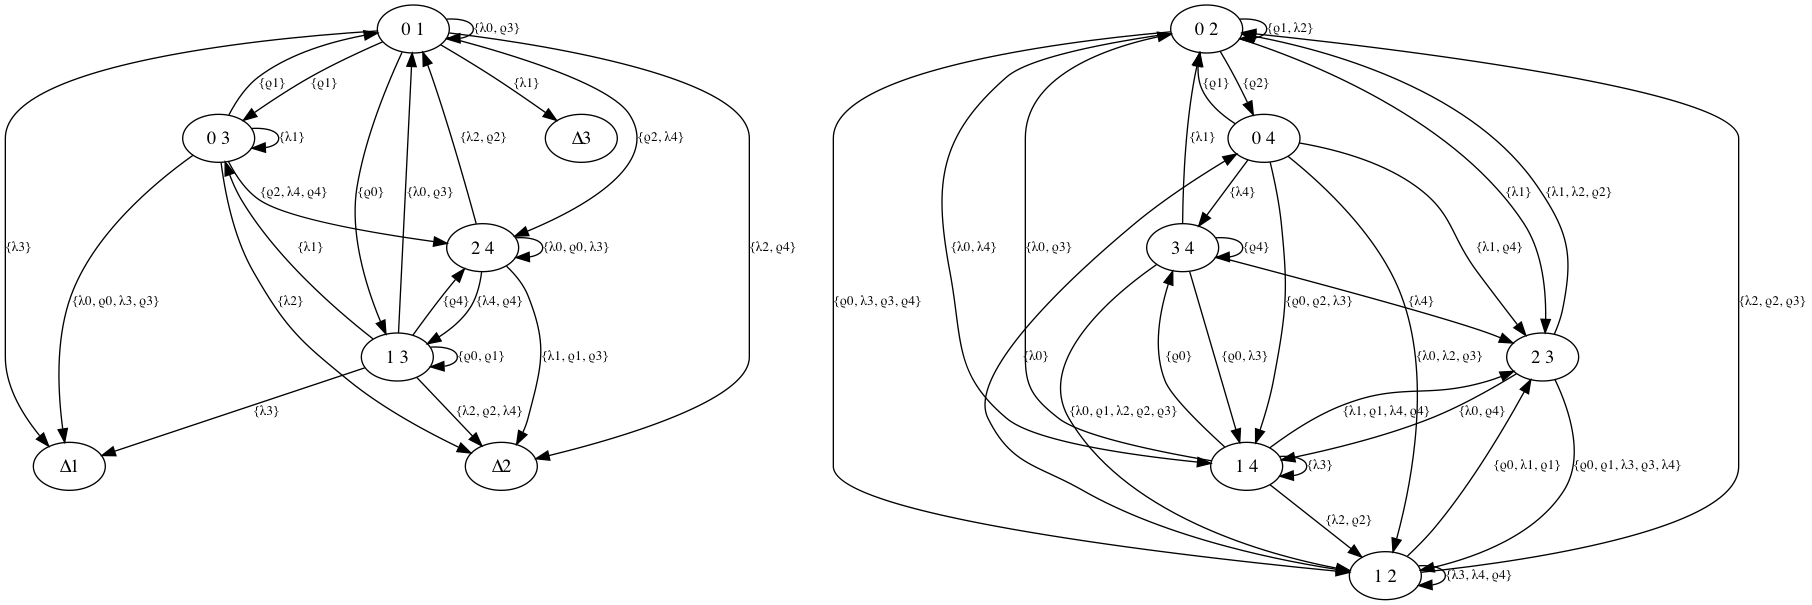 0 1
{λ0, ϱ3}
0 2
{ϱ1, λ2}
{ϱ1}
{ϱ1}
{λ1}
{ϱ1}
{ϱ2}
0 3
{λ1}
Δ3
{ϱ2, λ4}
{λ2, ϱ2}
{λ1}
0 4
{ϱ2, λ4, ϱ4}
{ϱ0}
{λ0, ϱ3}
{λ4}
{λ1}
{λ1, λ2, ϱ2}
{λ3}
{λ1}
2 4
{λ0, ϱ0, λ3}
{λ2, ϱ4}
{λ0, λ4}
{λ0, ϱ3}
3 4
{ϱ4}
{λ1, ϱ4}
{λ0, ϱ0, λ3, ϱ3}
{λ2}
{ϱ4}
{λ4, ϱ4}
{ϱ0, λ3, ϱ3, ϱ4}
{ϱ0, ϱ2, λ3}
{λ4}
{λ2, ϱ2, ϱ3}
1 3
{ϱ0, ϱ1}
{λ1, ϱ1, ϱ3}
{λ0}
{ϱ0}
{ϱ0, λ3}
{λ0, λ2, ϱ3}
2 3
{λ3}
{λ2, ϱ2, λ4}
{λ0, ϱ1, λ2, ϱ2, ϱ3}
{λ1, ϱ1, λ4, ϱ4}
{λ0, ϱ4}
Δ1
Δ2
1 4
{λ3}
{ϱ0, λ1, ϱ1}
{ϱ0, ϱ1, λ3, ϱ3, λ4}
{λ2, ϱ2}
1 2
{λ3, λ4, ϱ4}